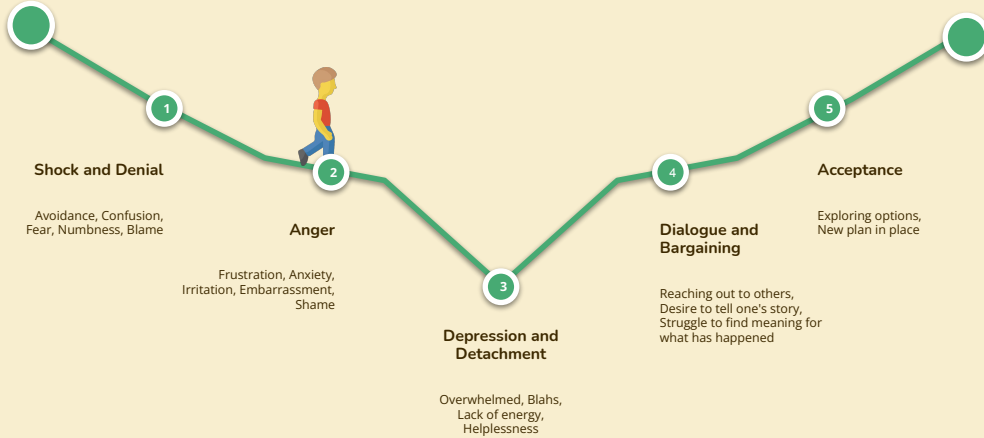 1
Shock and Denial
Avoidance, Confusion,
Fear, Numbness, Blame
2
Anger
Frustration, Anxiety,
Irritation, Embarrassment,
Shame
3
Depression and
Detachment
Overwhelmed, Blahs,
Lack of energy,
Helplessness
4
Dialogue and
Bargaining
Reaching out to others,
Desire to tell one's story,
Struggle to find meaning for
what has happened
5
Acceptance
Exploring options,
New plan in place